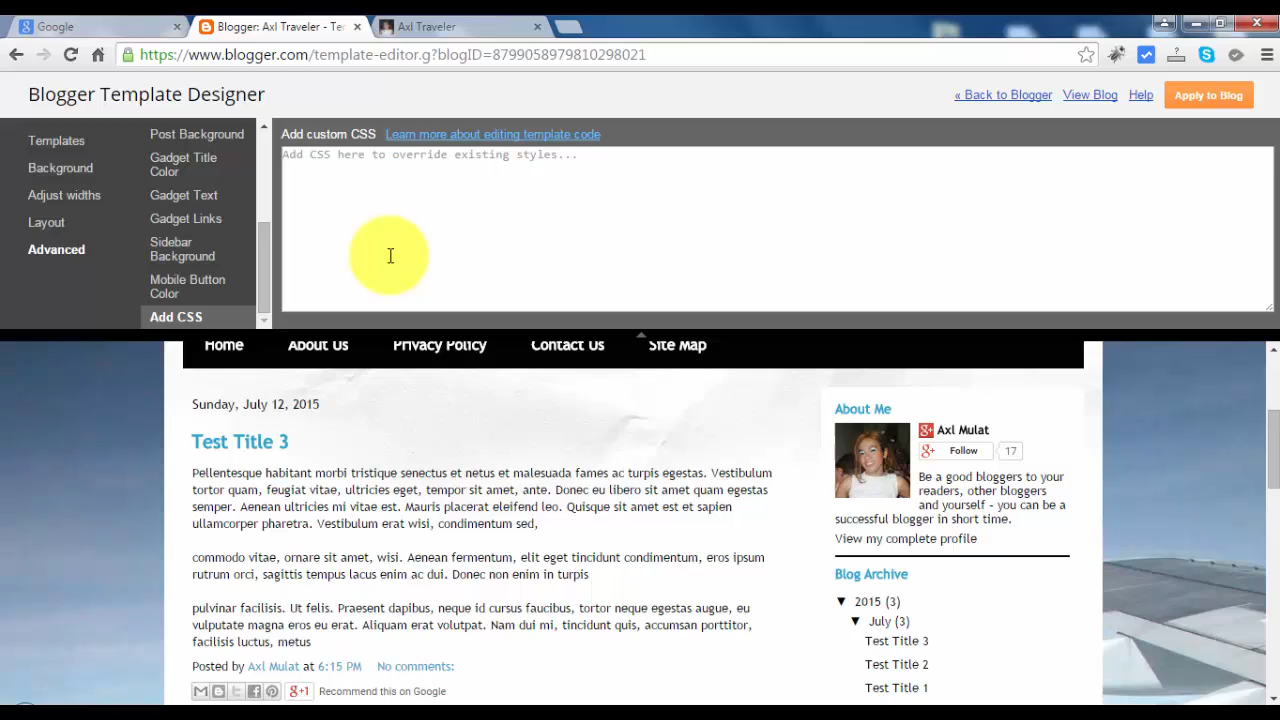 Google
Blogger: Axl Traveler - Te
Axl Traveler
https://www.blogger.com/template-editor.g?blogID=8799058979810298021
Blogger Template Designer
« Back to Blogger
View Blog
Help
Apply to Blog
Templates
Background
Adjust widths
Layout
Advanced
Post Background
Gadget Title
Color
Gadget Text
Gadget Links
Sidebar
Background
Mobile Button
Color
Add CSS
Add custom CSS Learn more about editing template code
Add CSS here to override existing styles...
Home About Us Privacy Policy Contact Us Site Map
Sunday, July 12, 2015
Test Title 3
Pellentesque habitant morbi tristique senectus et netus et malesuada fames ac turpis egestas. Vestibulum
tortor quam, feugiat vitae, ultricies eget, tempor sit amet, ante. Donec eu libero sit amet quam egestas
semper. Aenean ultricies mi vitae est. Mauris placerat eleifend leo. Quisque sit amet est et sapien
ullamcorper pharetra. Vestibulum erat wisi, condimentum sed,
commodo vitae, ornare sit amet, wisi. Aenean fermentum, elit eget tincidunt condimentum, eros ipsum
rutrum orci, sagittis tempus lacus enim ac dui. Donec non enim in turpis
pulvinar facilisis. Ut felis. Praesent dapibus, neque id cursus faucibus, tortor neque egestas augue, eu
vulputate magna eros eu erat. Aliquam erat volutpat. Nam dui mi, tincidunt quis, accumsan porttitor,
facilisis luctus, metus
Posted by Axl Mulat at 6:15 PM No comments:
+1 Recommend this on Google
About Me
Axl Mulat
Follow 17
Be a good bloggers to your
readers, other bloggers
and yourself - you can be a
successful blogger in short time.
View my complete profile
Blog Archive
▼ 2015 (3)
▼ July (3)
Test Title 3
Test Title 2
Test Title 1